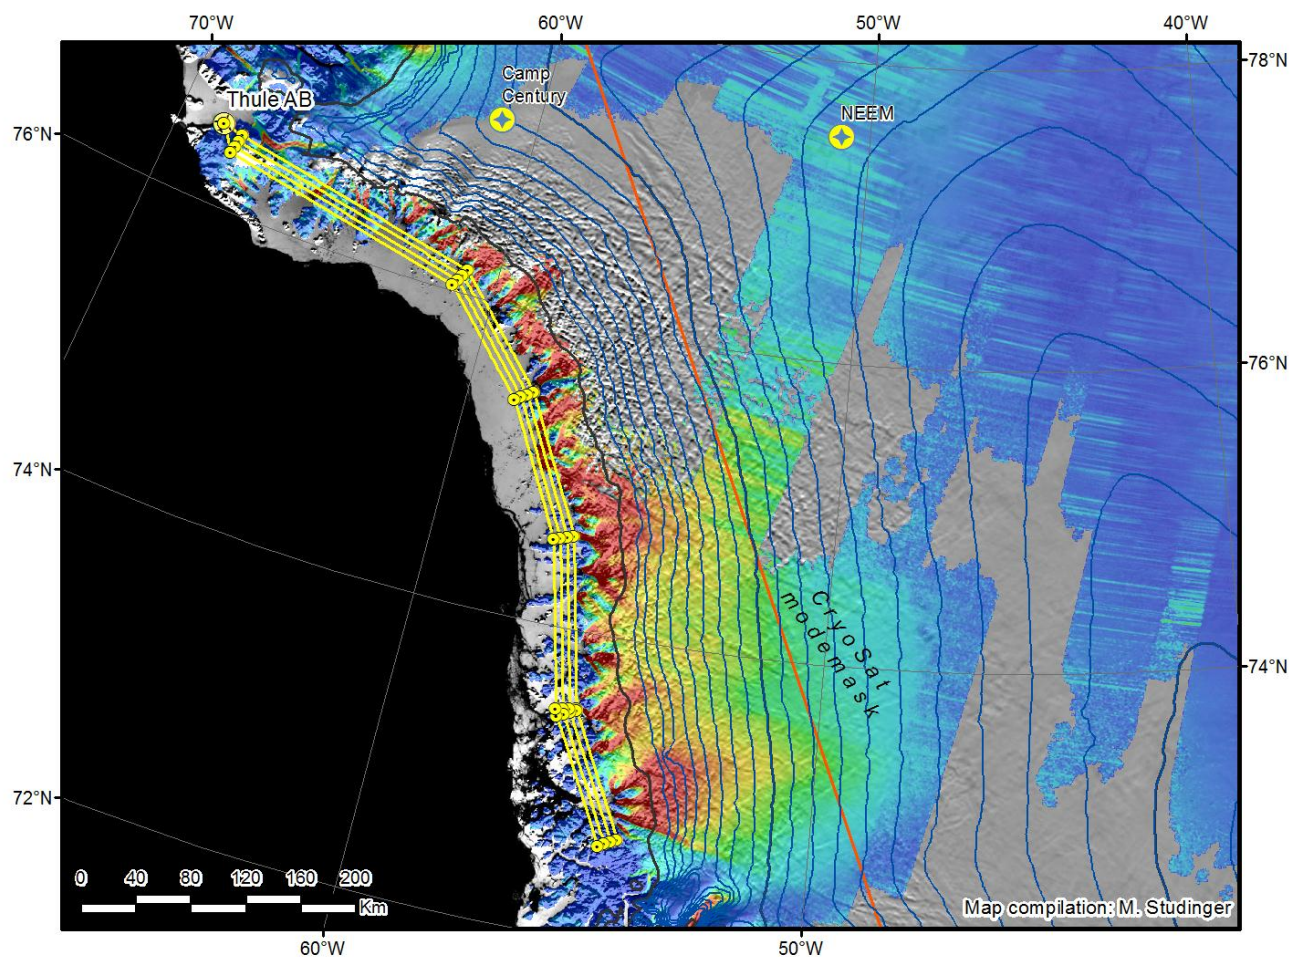 70°W 60°W 50°W 40°W
78°N
Camp
Century
Thule AB
NEEM
76°N
76°N
74°N
CryoSat
modemask
74°N
72°N
0 40 80 120 160 200
Km
Map compilation: M. Studinger
60°W 50°W